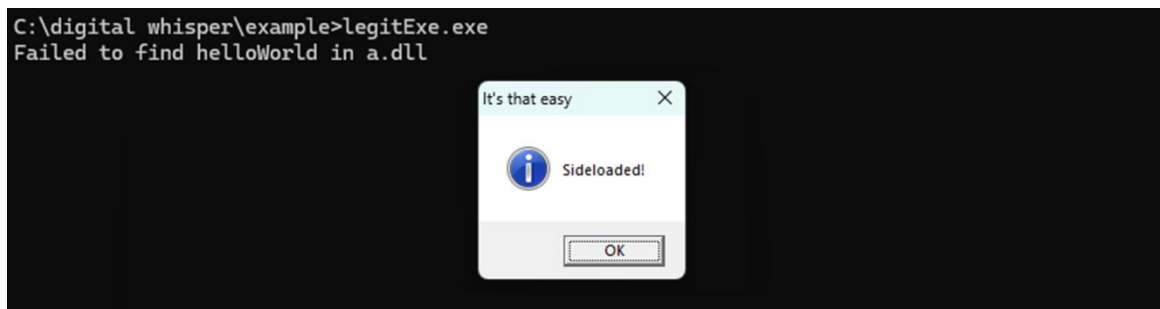 C:\digital whisper\example>legitExe.exe
Failed to find helloWorld in a.dll
It's that easy
Sideloaded!
OK